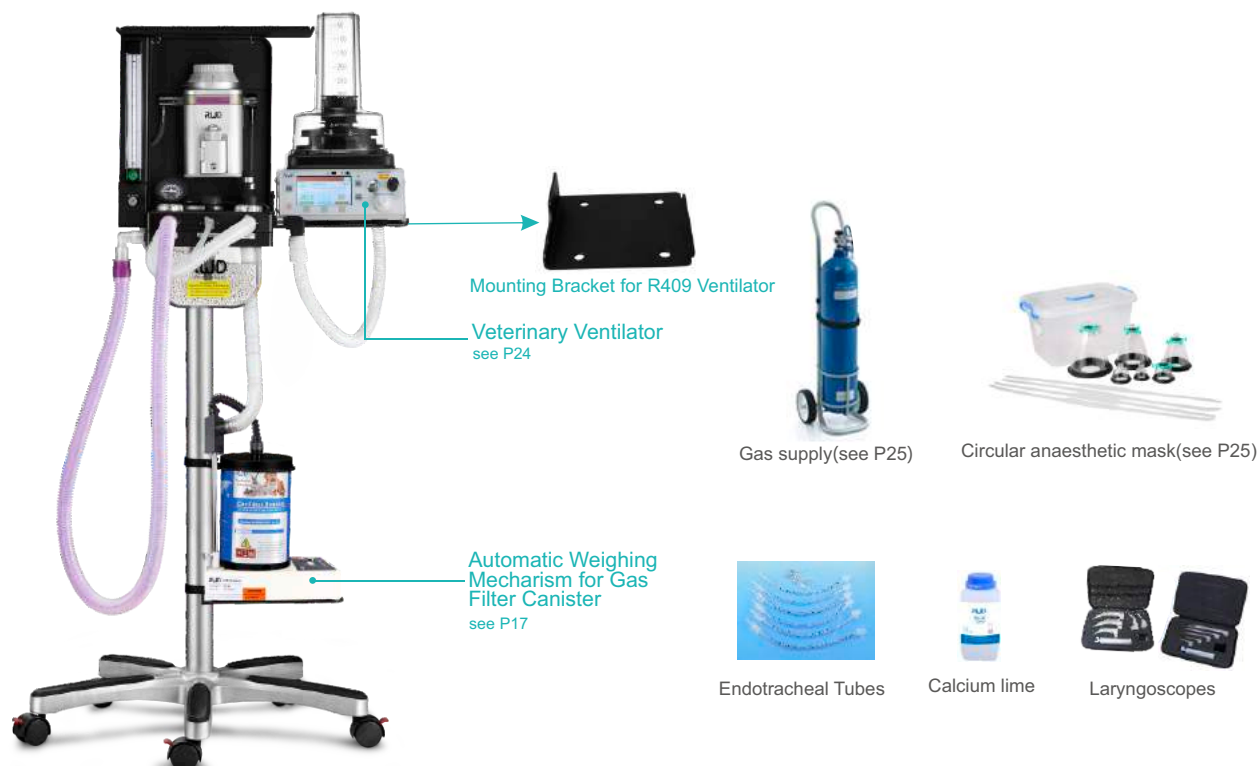 RWD
RWD
Mounting Bracket for R409 Ventilator
Veterinary Ventilator
see P24
Gas supply(see P25)
Circular anaesthetic mask(see P25)
Automatic Weighing
Mecharism for Gas
Filter Canister
see P17
Endotracheal Tubes
Calcium lime
Laryngoscopes